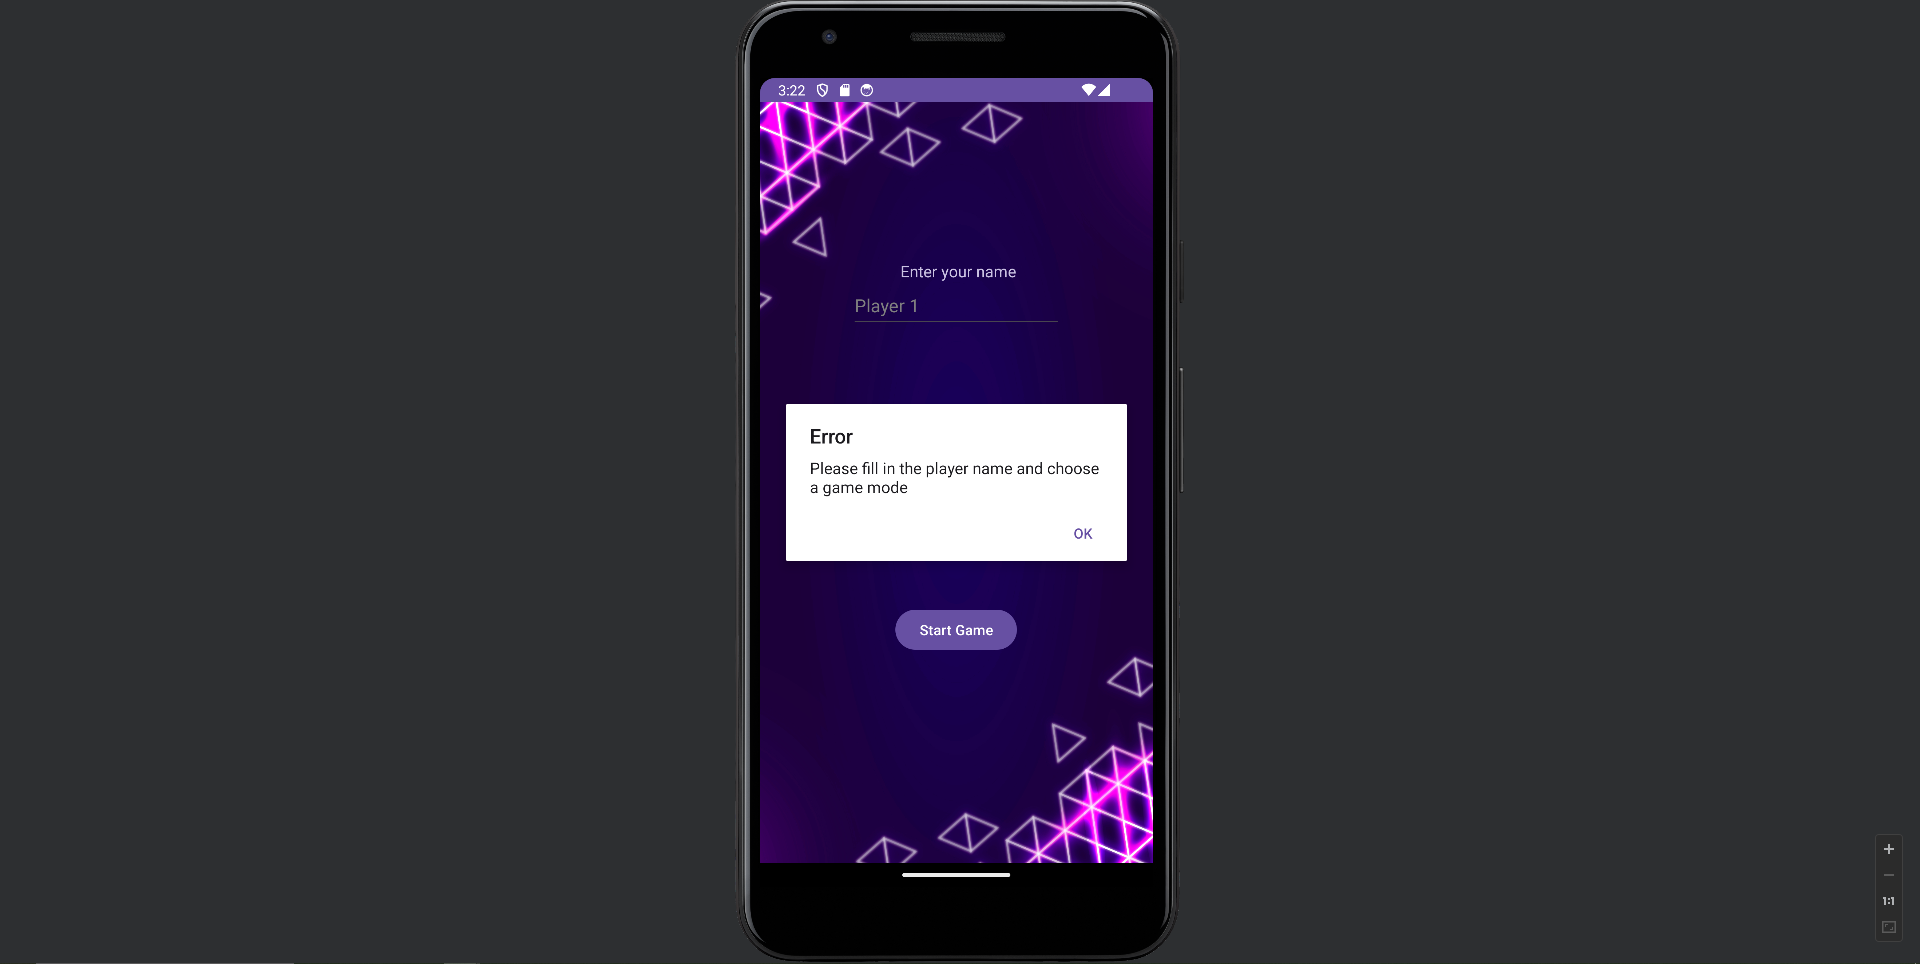 3:22
Enter your name
Player 1
Error
Please fill in the player name and choose
a game mode
OK
Start Game
1:1